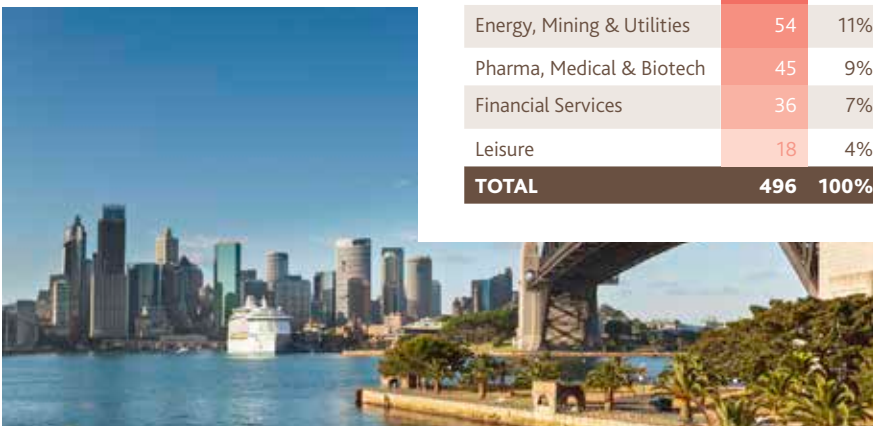 Energy, Mining & Utilities 54 11%
Pharma, Medical & Biotech 45 9%
Financial Services 36 7%
Leisure 18 4%
TOTAL 496 100%